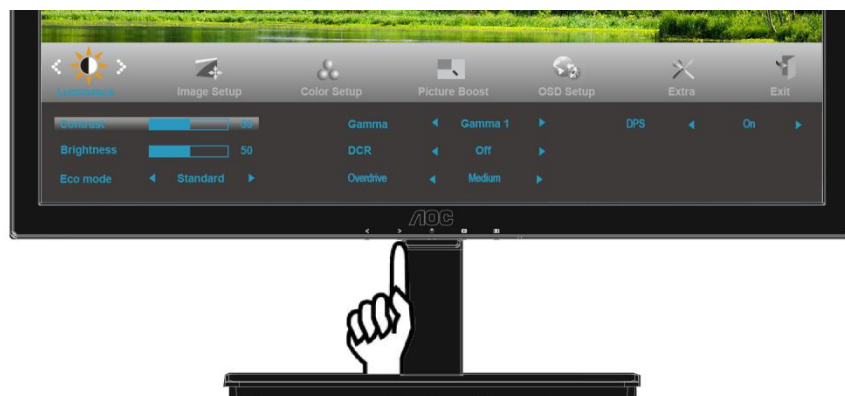 < >
Luminance Image Setup Color Setup Picture Boost OSD Setup Extra Exit
Contrast 50 Gamma Gamma 1 DPS On
Brightness 50 DCR Off
Eco mode Standard Overdrive Medium
AOC
< >